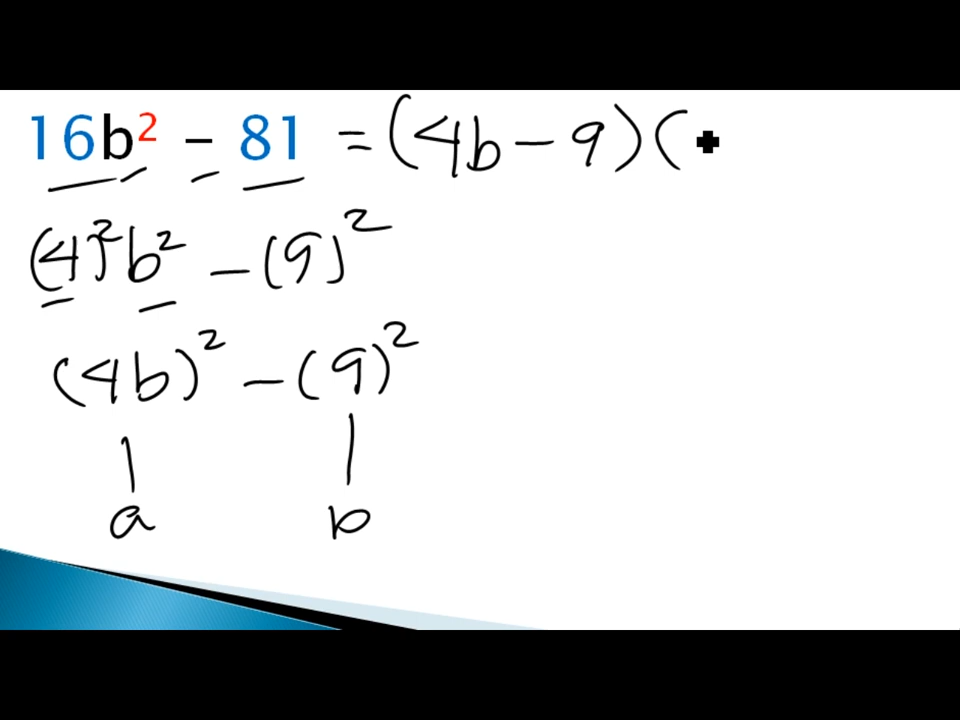 16b² - 81 = (4b - 9)(
(4)²b² - (9)²
(4b)² - (9)²
a b